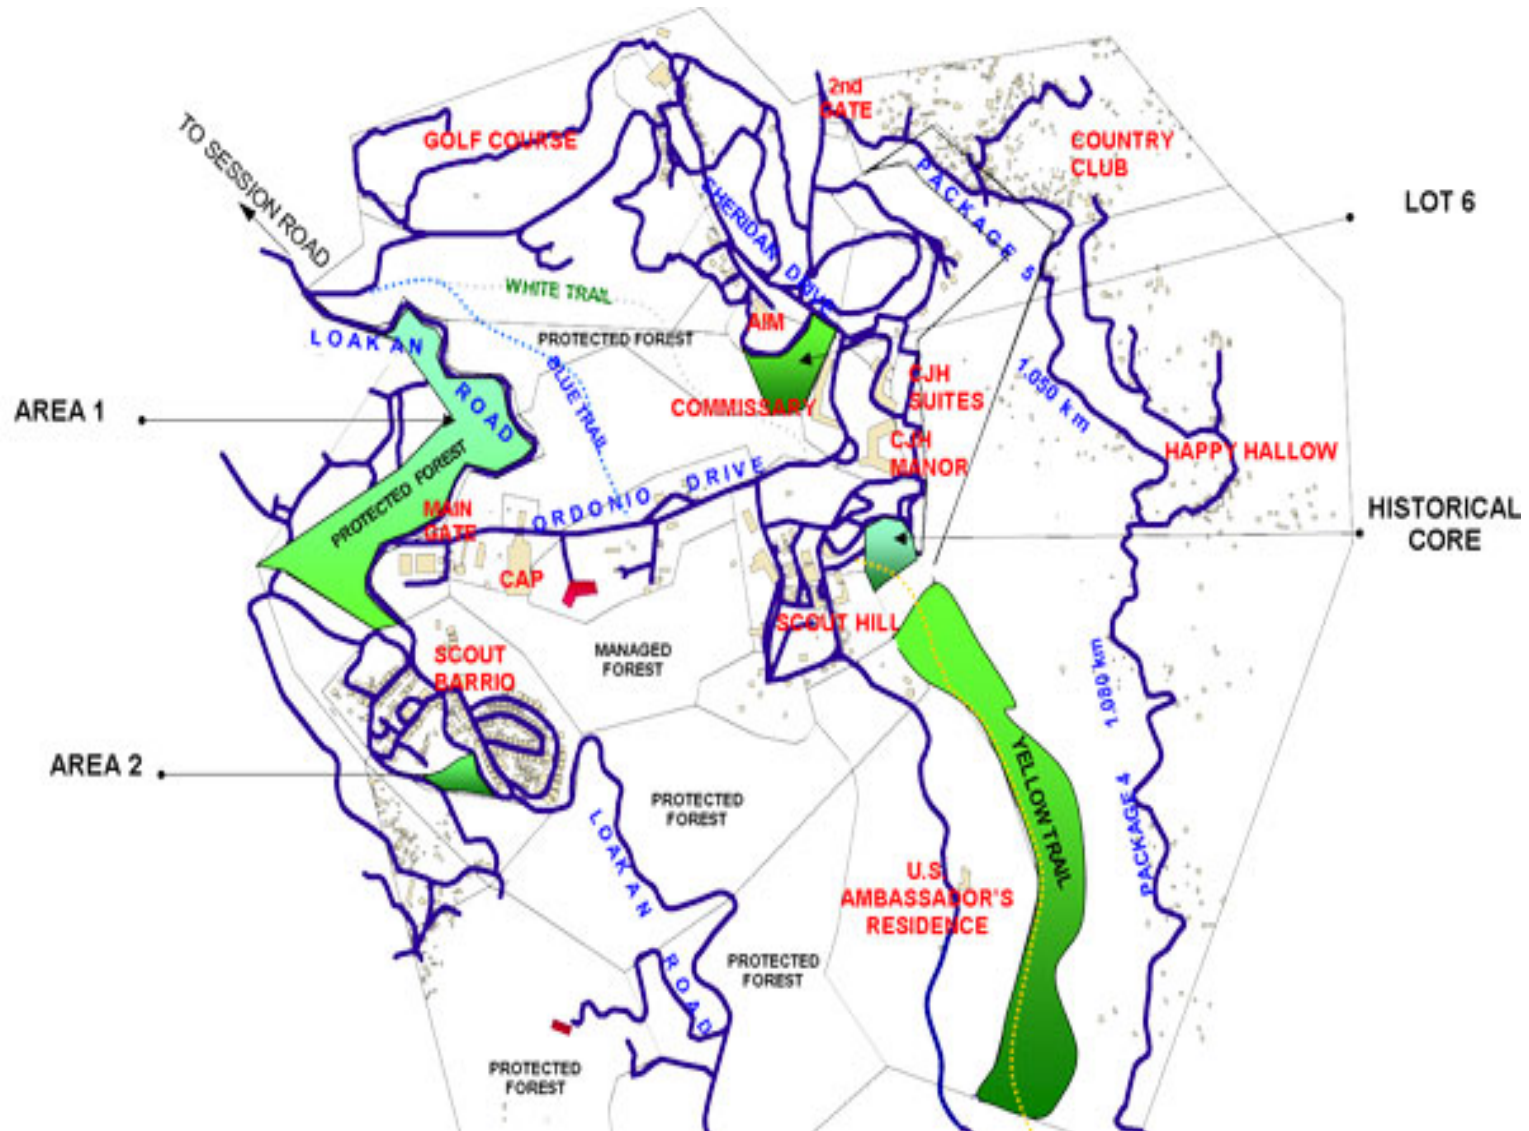 2nd
GATE
GOLF COURSE
COUNTRY
CLUB
TO SESSION ROAD
PACKAGE 5
LOT 6
SHERIDAN DRIVE
WHITE TRAIL
AIM
PROTECTED FOREST
LOAKAN
ROAD
BLUE TRAIL
1.050 km
CJH
SUITES
AREA 1
COMMISSARY
CJH
MANOR
HAPPY HALLOW
PROTECTED FOREST
MAIN
GATE
ORDONIO DRIVE
HISTORICAL
CORE
CAP
SCOUT HILL
MANAGED
FOREST
SCOUT
BARRIO
1.080 km
AREA 2
YELLOW TRAIL
PACKAGE 4
PROTECTED
FOREST
LOAKAN
ROAD
U.S.
AMBASSADOR'S
RESIDENCE
PROTECTED
FOREST
PROTECTED
FOREST